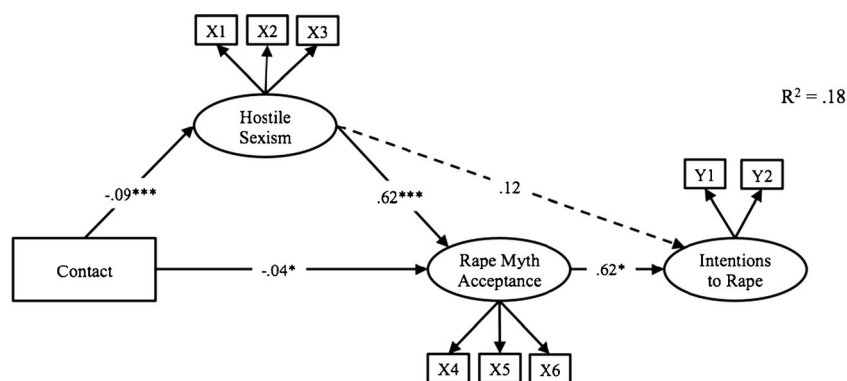 X1 X2 X3
Hostile
Sexism
R² = .18
Y1 Y2
-.09***
.62***
.12
Contact
-.04*
Rape Myth
Acceptance
.62*
Intentions
to Rape
X4 X5 X6